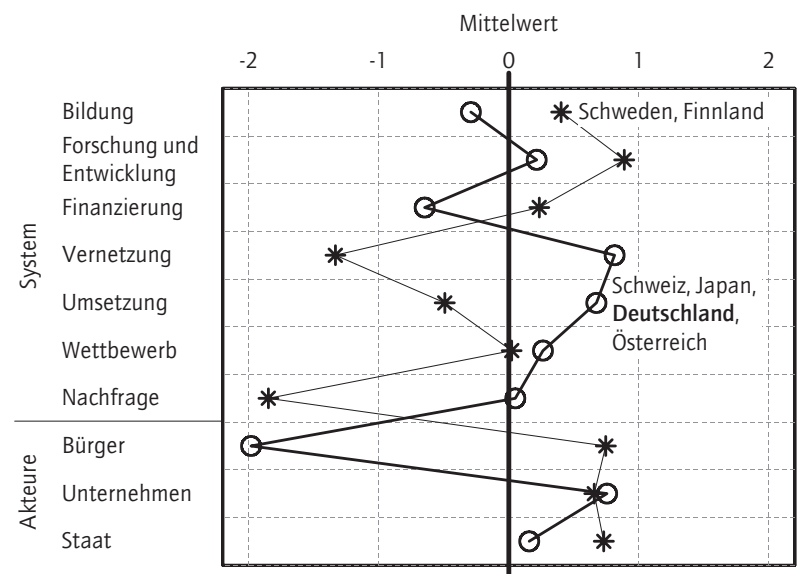 Mittelwert
-2 -1 0 1 2
System
Bildung
Schweden, Finnland
Forschung und
Entwicklung
Finanzierung
Vernetzung
Umsetzung
Schweiz, Japan,
Deutschland,
Österreich
Wettbewerb
Nachfrage
Akteure
Bürger
Unternehmen
Staat